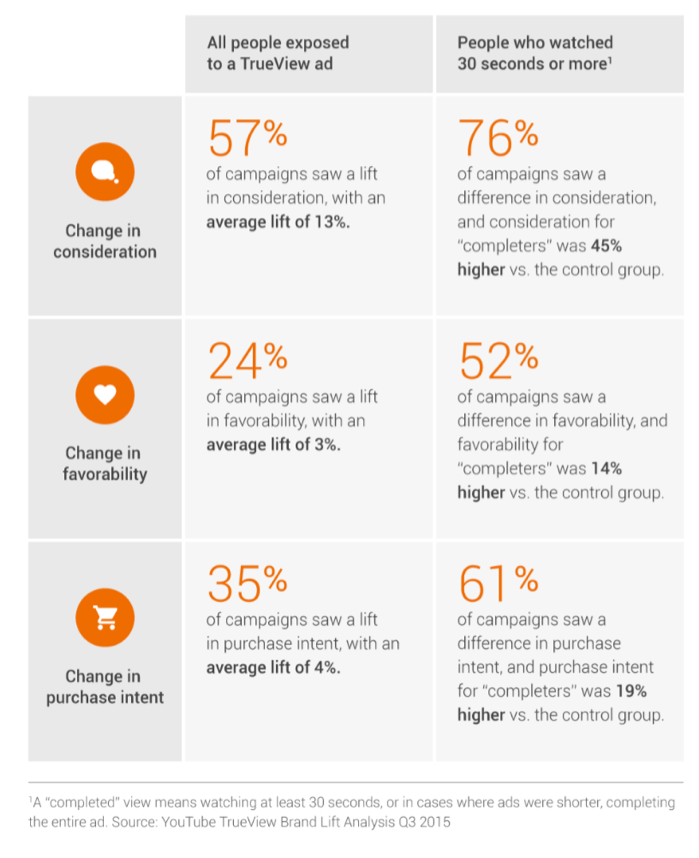 All people exposed
to a TrueView ad
People who watched
30 seconds or more¹
Change in
consideration
57%
of campaigns saw a lift
in consideration, with an
average lift of 13%.
76%
of campaigns saw a
difference in consideration,
and consideration for
“completers” was 45%
higher vs. the control group.
Change in
favorability
24%
of campaigns saw a lift
in favorability, with an
average lift of 3%.
52%
of campaigns saw a
difference in favorability, and
favorability for
“completers” was 14%
higher vs. the control group.
Change in
purchase intent
35%
of campaigns saw a lift
in purchase intent, with an
average lift of 4%.
61%
of campaigns saw a
difference in purchase
intent, and purchase intent
for “completers” was 19%
higher vs. the control group.
¹A “completed” view means watching at least 30 seconds, or in cases where ads were shorter, completing
the entire ad. Source: YouTube TrueView Brand Lift Analysis Q3 2015